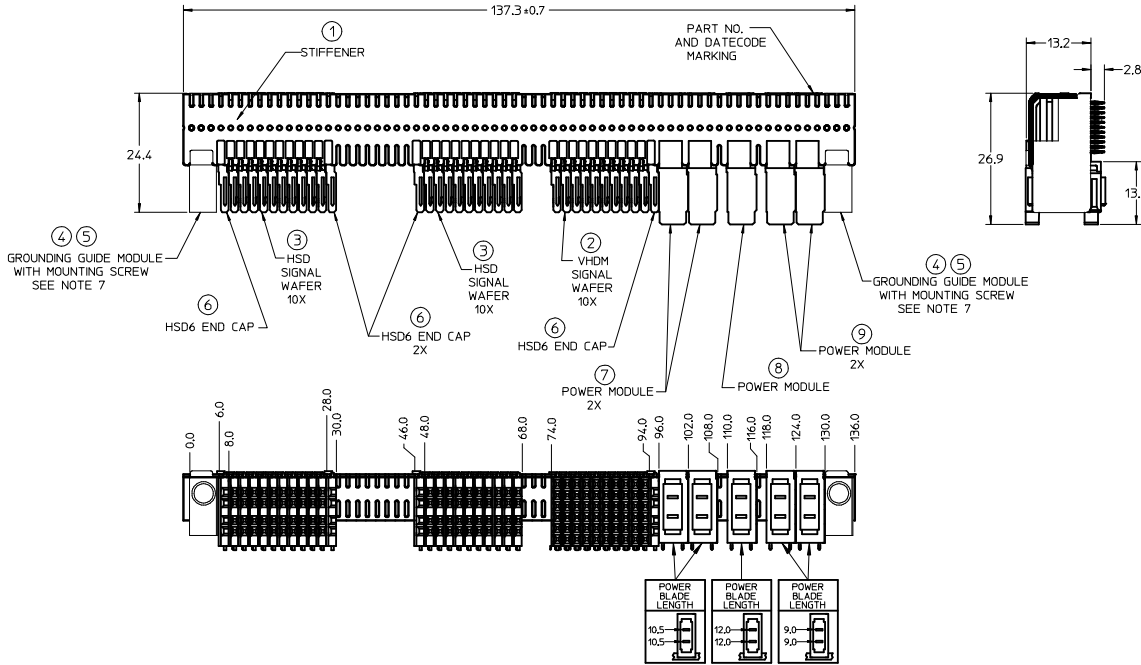 137.3 ±0.7
1
STIFFENER
PART NO.
AND DATECODE
MARKING
13.2
2.8
24.4
26.9
13.
4 5
GROUNDING GUIDE MODULE
WITH MOUNTING SCREW
SEE NOTE 7
3
HSD
SIGNAL
WAFER
10X
6
HSD6 END CAP
3
HSD
SIGNAL
WAFER
10X
6
HSD6 END CAP
2X
2
VHDM
SIGNAL
WAFER
10X
6
HSD6 END CAP
4 5
GROUNDING GUIDE MODULE
WITH MOUNTING SCREW
SEE NOTE 7
7
POWER MODULE
2X
8
POWER MODULE
9
POWER MODULE
2X
0.0
6.0
8.0
28.0
30.0
46.0
48.0
68.0
74.0
94.0
96.0
102.0
108.0
110.0
116.0
118.0
124.0
130.0
136.0
POWER
BLADE
LENGTH
10.5
10.5
POWER
BLADE
LENGTH
12.0
12.0
POWER
BLADE
LENGTH
9.0
9.0